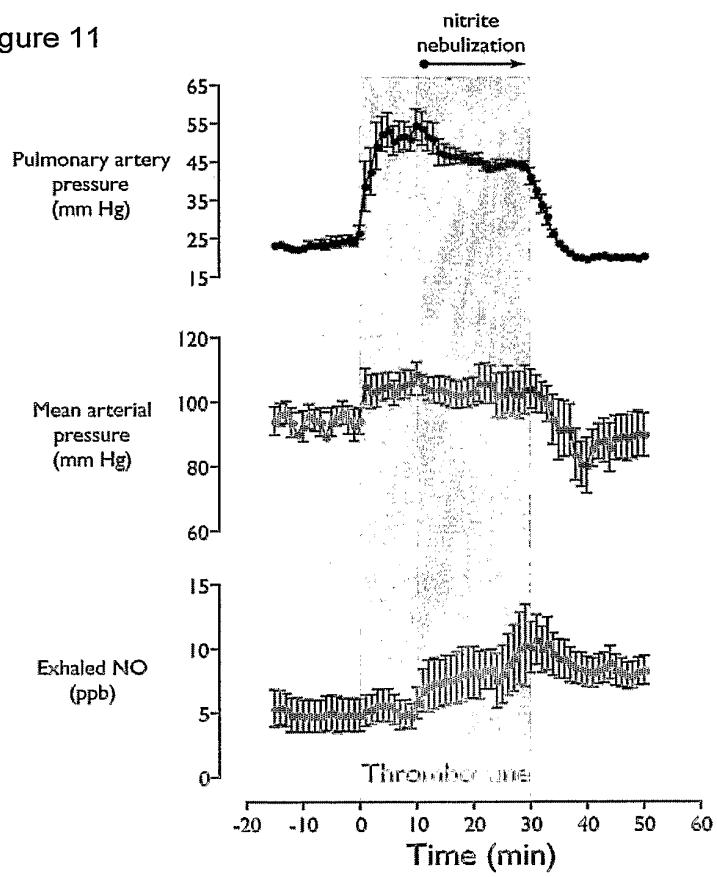 gure 11
nitrite
nebulization
65
55
45
35
25
15
Pulmonary artery
pressure
(mm Hg)
120
100
80
60
Mean arterial
pressure
(mm Hg)
15
10
5
0
Exhaled NO
(ppb)
-20 -10 0 10 20 30 40 50 60
Time (min)